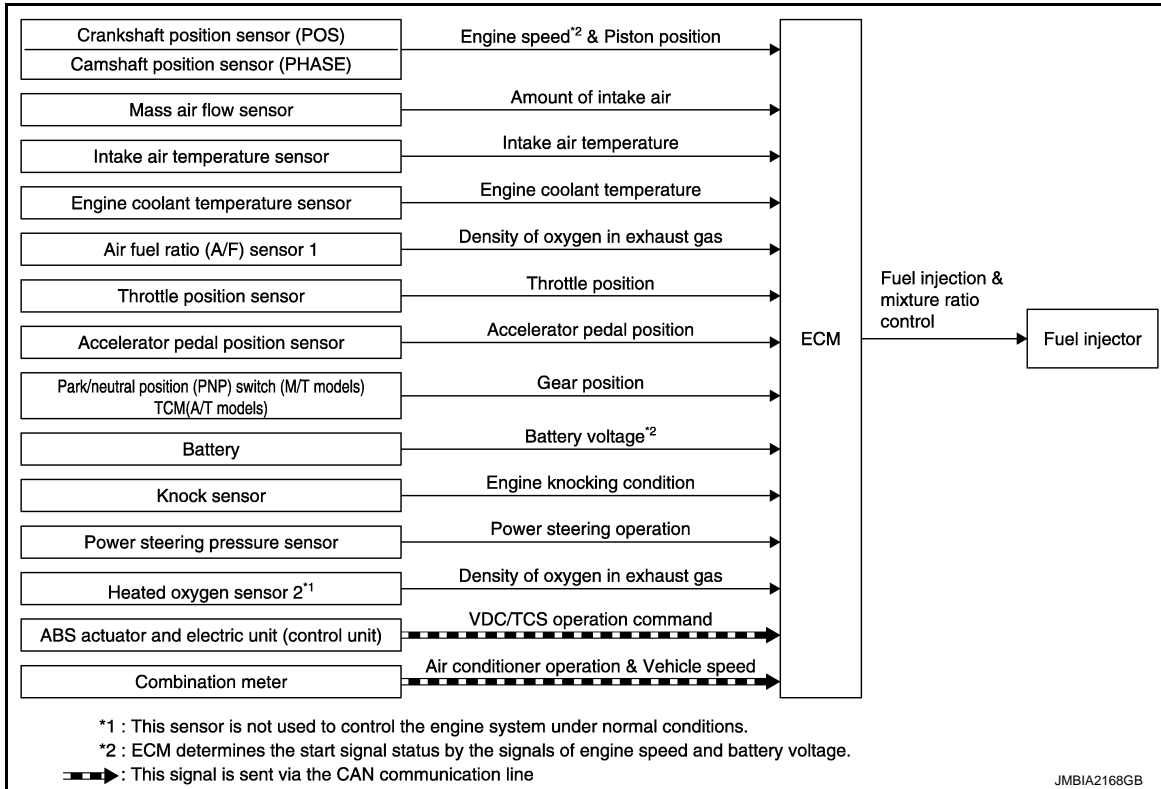 Crankshaft position sensor (POS)
Engine speed*2 & Piston position
Camshaft position sensor (PHASE)
Mass air flow sensor
Amount of intake air
Intake air temperature sensor
Intake air temperature
Engine coolant temperature sensor
Engine coolant temperature
Air fuel ratio (A/F) sensor 1
Density of oxygen in exhaust gas
Throttle position sensor
Throttle position
Accelerator pedal position sensor
Accelerator pedal position
Park/neutral position (PNP) switch (M/T models)
TCM(A/T models)
Gear position
Battery
Battery voltage*2
Knock sensor
Engine knocking condition
Power steering pressure sensor
Power steering operation
Heated oxygen sensor 2*1
Density of oxygen in exhaust gas
ABS actuator and electric unit (control unit)
VDC/TCS operation command
Combination meter
Air conditioner operation & Vehicle speed
ECM
Fuel injection &
mixture ratio
control
Fuel injector
*1 : This sensor is not used to control the engine system under normal conditions.
*2 : ECM determines the start signal status by the signals of engine speed and battery voltage.
: This signal is sent via the CAN communication line
JMBIA2168GB